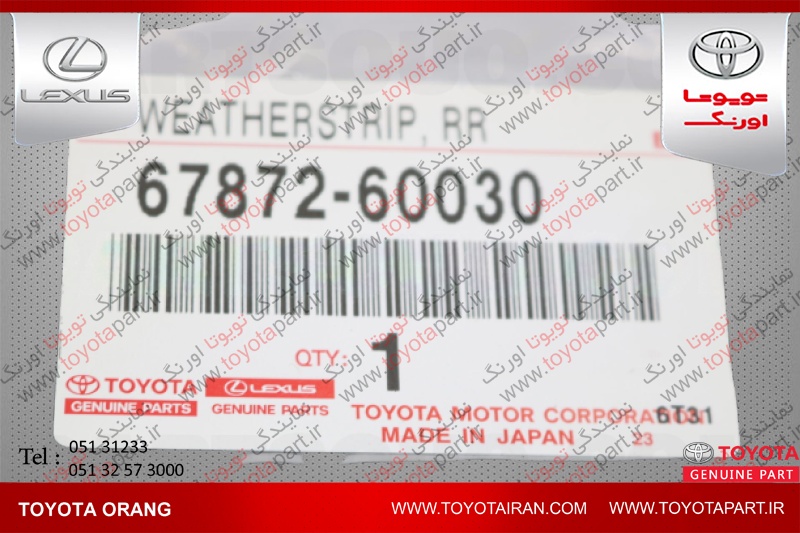 LEXUS
تویوتا
اورنگ
WEATHERSTRIP, RR
67872-60030
QTY: 1
TOYOTA
GENUINE PARTS
LEXUS
GENUINE PARTS
TOYOTA MOTOR CORPORATION
6T31
MADE IN JAPAN
23
Tel : 051 31233
051 32 57 3000
TOYOTA
GENUINE PART
TOYOTA ORANG
WWW.TOYOTAIRAN.COM / WWW.TOYOTAPART.IR
نمایندگی تویوتا اورنگ
www.toyotapart.ir